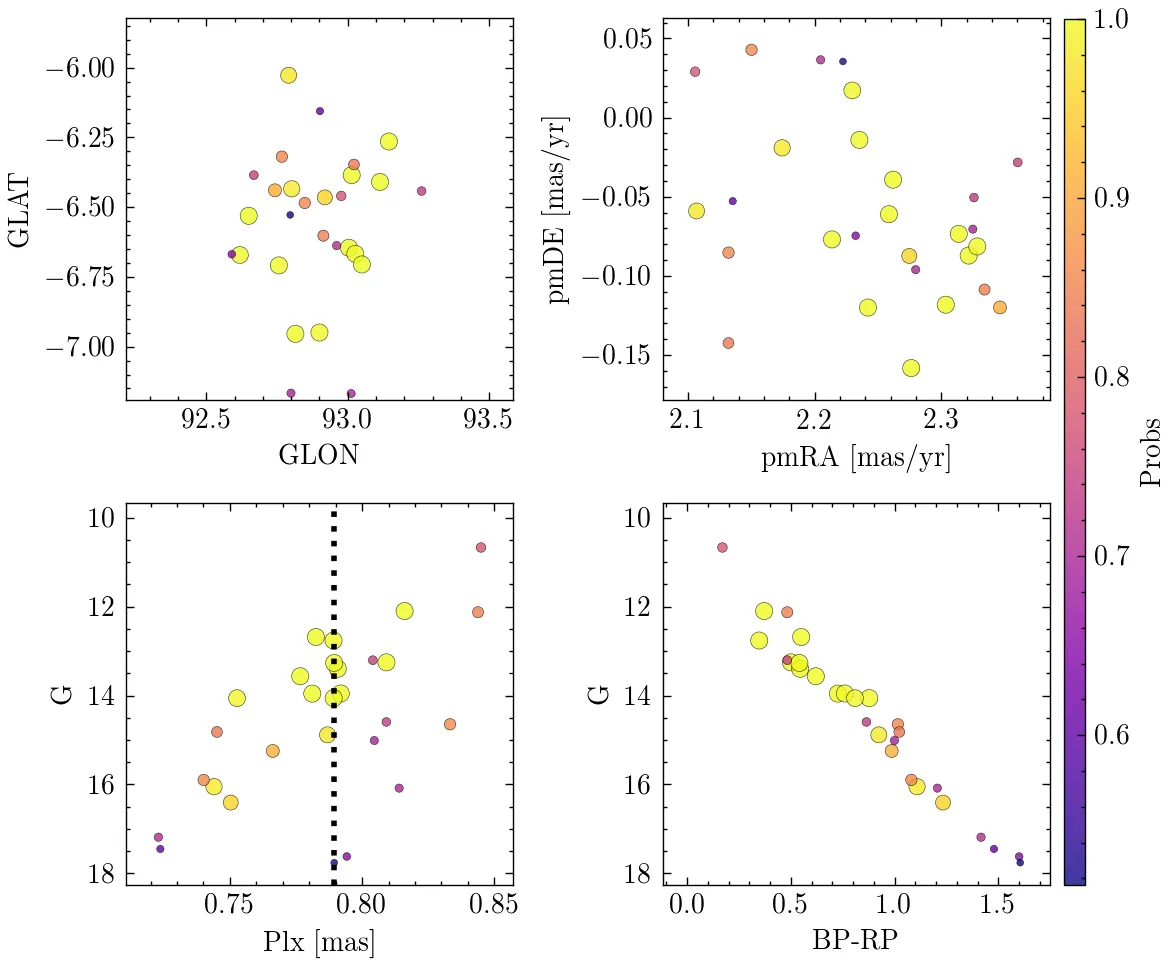 −6.00
−6.25
−6.50
−6.75
−7.00
GLAT
92.5 93.0 93.5
GLON
0.05
0.00
−0.05
−0.10
−0.15
pmDE [mas/yr]
2.1 2.2 2.3
pmRA [mas/yr]
10
12
14
16
18
G
0.75 0.80 0.85
Plx [mas]
10
12
14
16
18
G
0.0 0.5 1.0 1.5
BP-RP
1.0
0.9
0.8
0.7
0.6
Probs